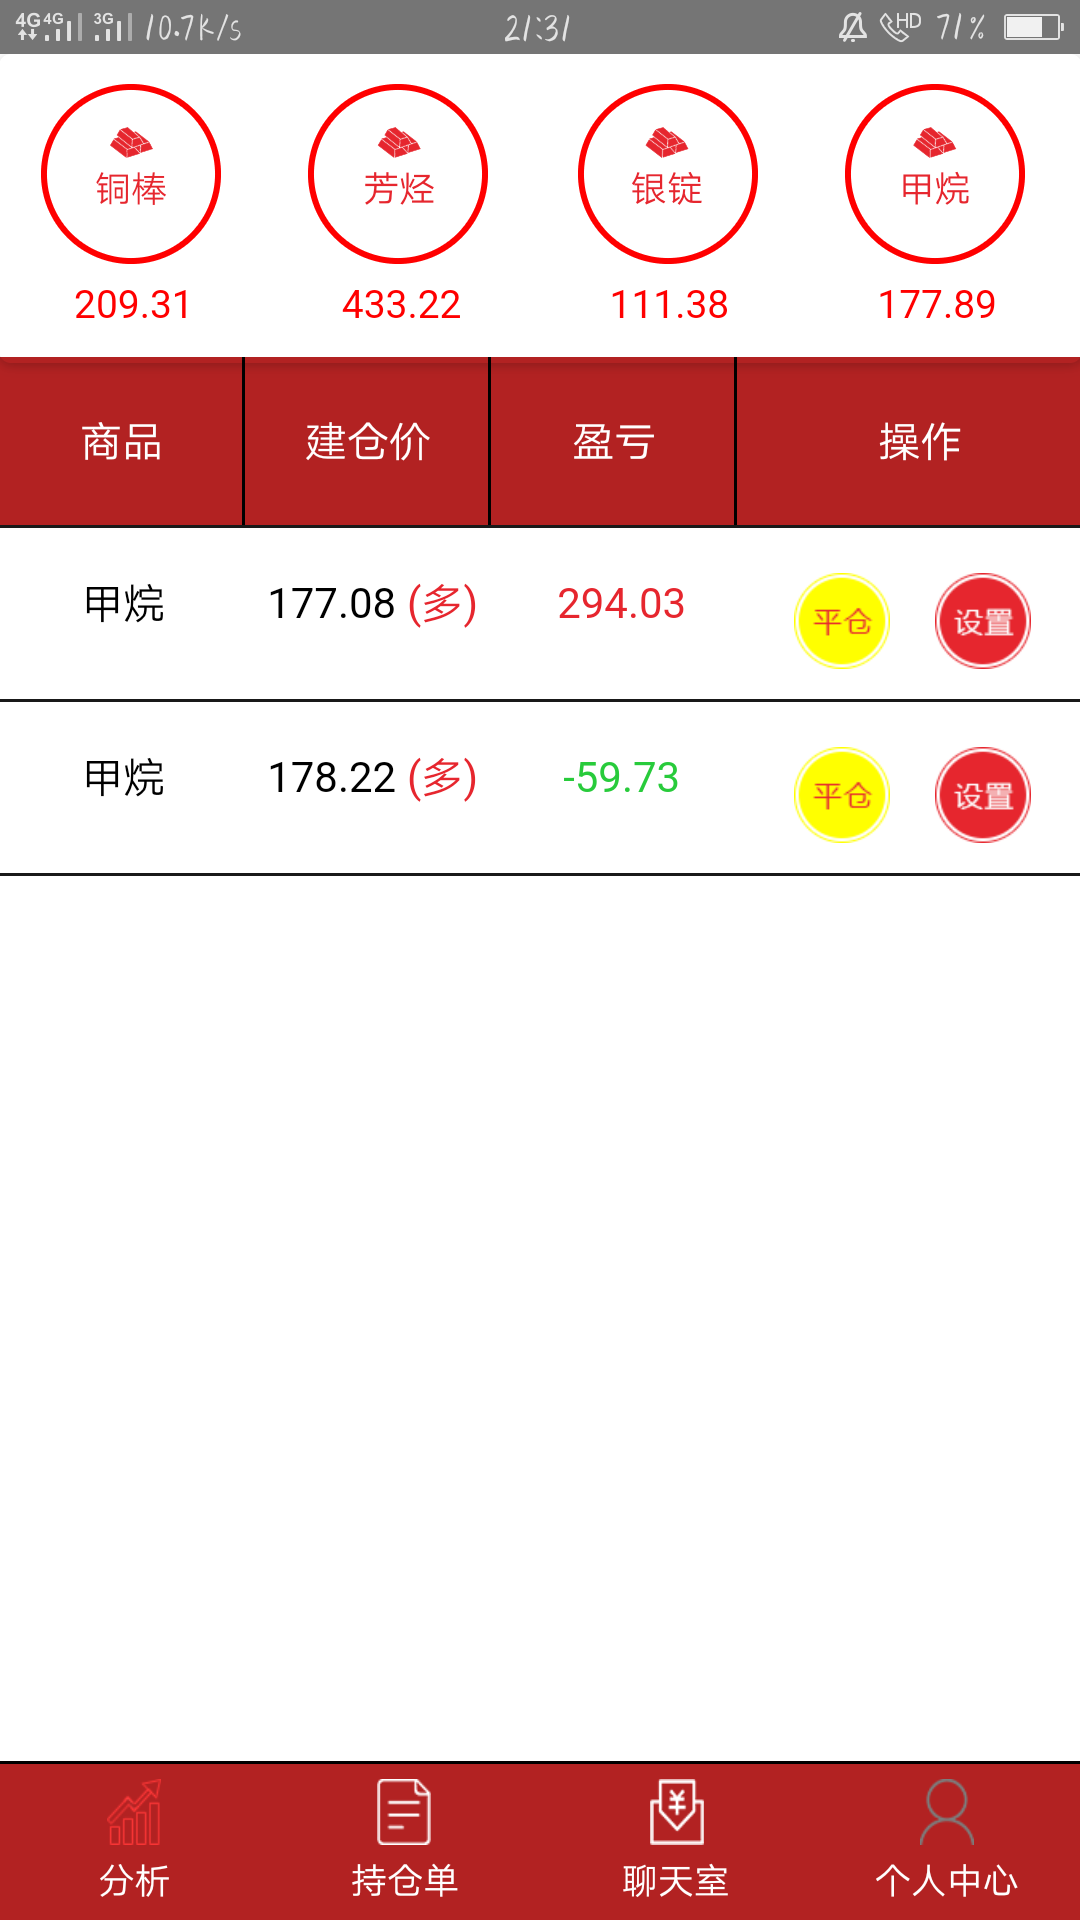 4G 4G 3G 10.7K/s 21:31 HD 71%
铜棒 芳烃 银锭 甲烷
209.31 433.22 111.38 177.89
商品 建仓价 盈亏 操作
甲烷 177.08 (多) 294.03 平仓 设置
甲烷 178.22 (多) -59.73 平仓 设置
分析 持仓单 聊天室 个人中心